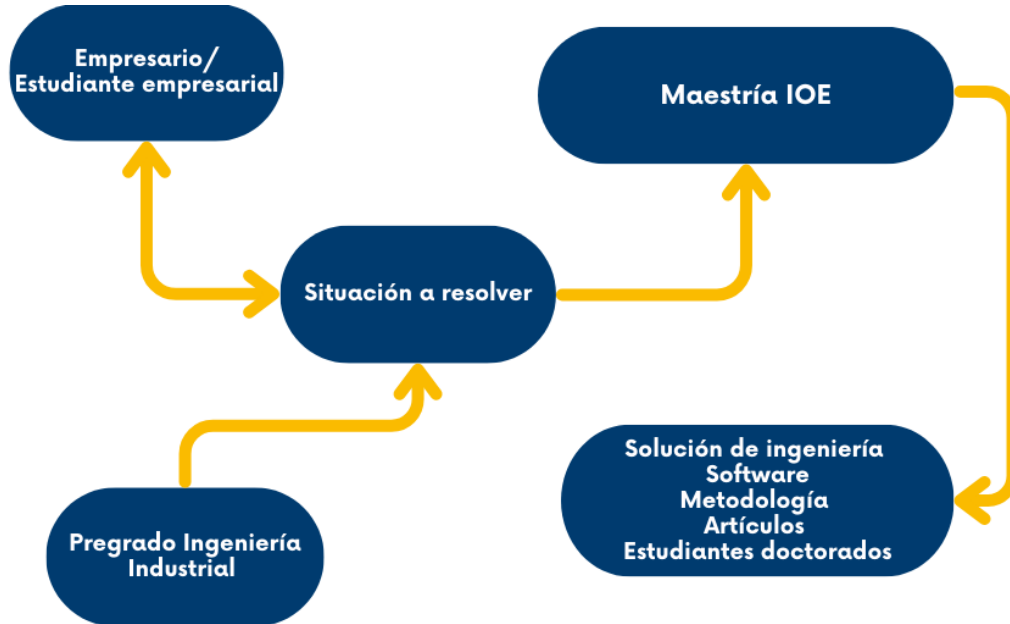 Empresario/
Estudiante empresarial
Maestría IOE
Situación a resolver
Pregrado Ingeniería
Industrial
Solución de ingeniería
Software
Metodología
Artículos
Estudiantes doctorados